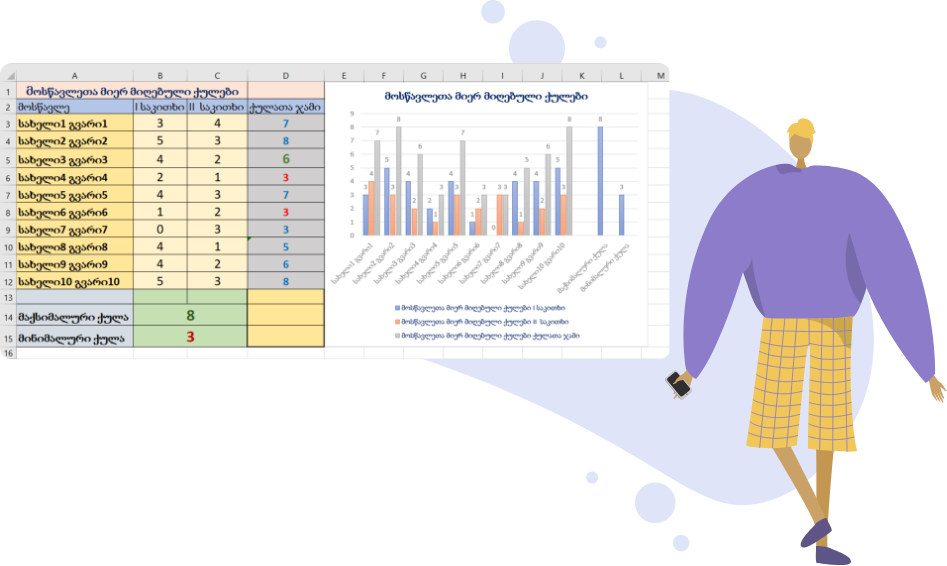 A B C D E F G H I J K L M
1 მოსწავლეთა მიერ მიღებული ქულები
2 მოსწავლე I საკითხი II საკითხი ქულათა ჯამი
3 სახელი1 გვარი1 3 4 7
4 სახელი2 გვარი2 5 3 8
5 სახელი3 გვარი3 4 2 6
6 სახელი4 გვარი4 2 1 3
7 სახელი5 გვარი5 4 3 7
8 სახელი6 გვარი6 1 2 3
9 სახელი7 გვარი7 0 3 3
10 სახელი8 გვარი8 4 1 5
11 სახელი9 გვარი9 4 2 6
12 სახელი10 გვარი10 5 3 8
13
14 მაქსიმალური ქულა 8
15 მინიმალური ქულა 3
16
მოსწავლეთა მიერ მიღებული ქულები
9
8
7
6
5
4
3
2
1
0
3 4 7 5 3 8 4 2 6 2 1 3 4 3 7 1 2 3 0 3 3 4 1 5 4 2 6 5 3 8 8 3
სახელი1 გვარი1
სახელი2 გვარი2
სახელი3 გვარი3
სახელი4 გვარი4
სახელი5 გვარი5
სახელი6 გვარი6
სახელი7 გვარი7
სახელი8 გვარი8
სახელი9 გვარი9
სახელი10 გვარი10
მაქსიმალური ქულა
მინიმალური ქულა
მოსწავლეთა მიერ მიღებული ქულები I საკითხი
მოსწავლეთა მიერ მიღებული ქულები II საკითხი
მოსწავლეთა მიერ მიღებული ქულები ქულათა ჯამი